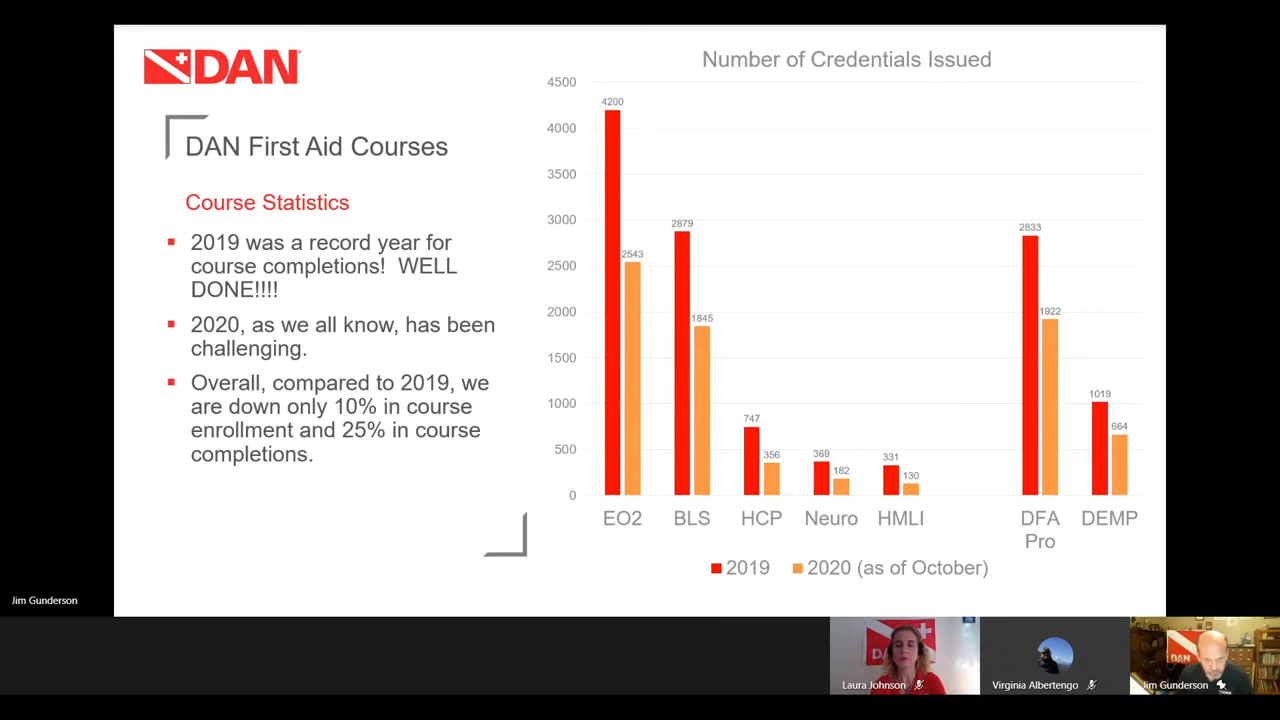 DAN
DAN First Aid Courses
Course Statistics
2019 was a record year for
course completions! WELL
DONE!!!!
2020, as we all know, has been
challenging.
Overall, compared to 2019, we
are down only 10% in course
enrollment and 25% in course
completions.
Number of Credentials Issued
4500
4000
3500
3000
2500
2000
1500
1000
500
0
4200
2543
2879
1845
747
356
369
182
331
130
2833
1922
1019
664
EO2
BLS
HCP
Neuro
HMLI
DFA
Pro
DEMP
2019
2020 (as of October)
Jim Gunderson
Laura Johnson
Virginia Albertengo
Jim Gunderson
DAN